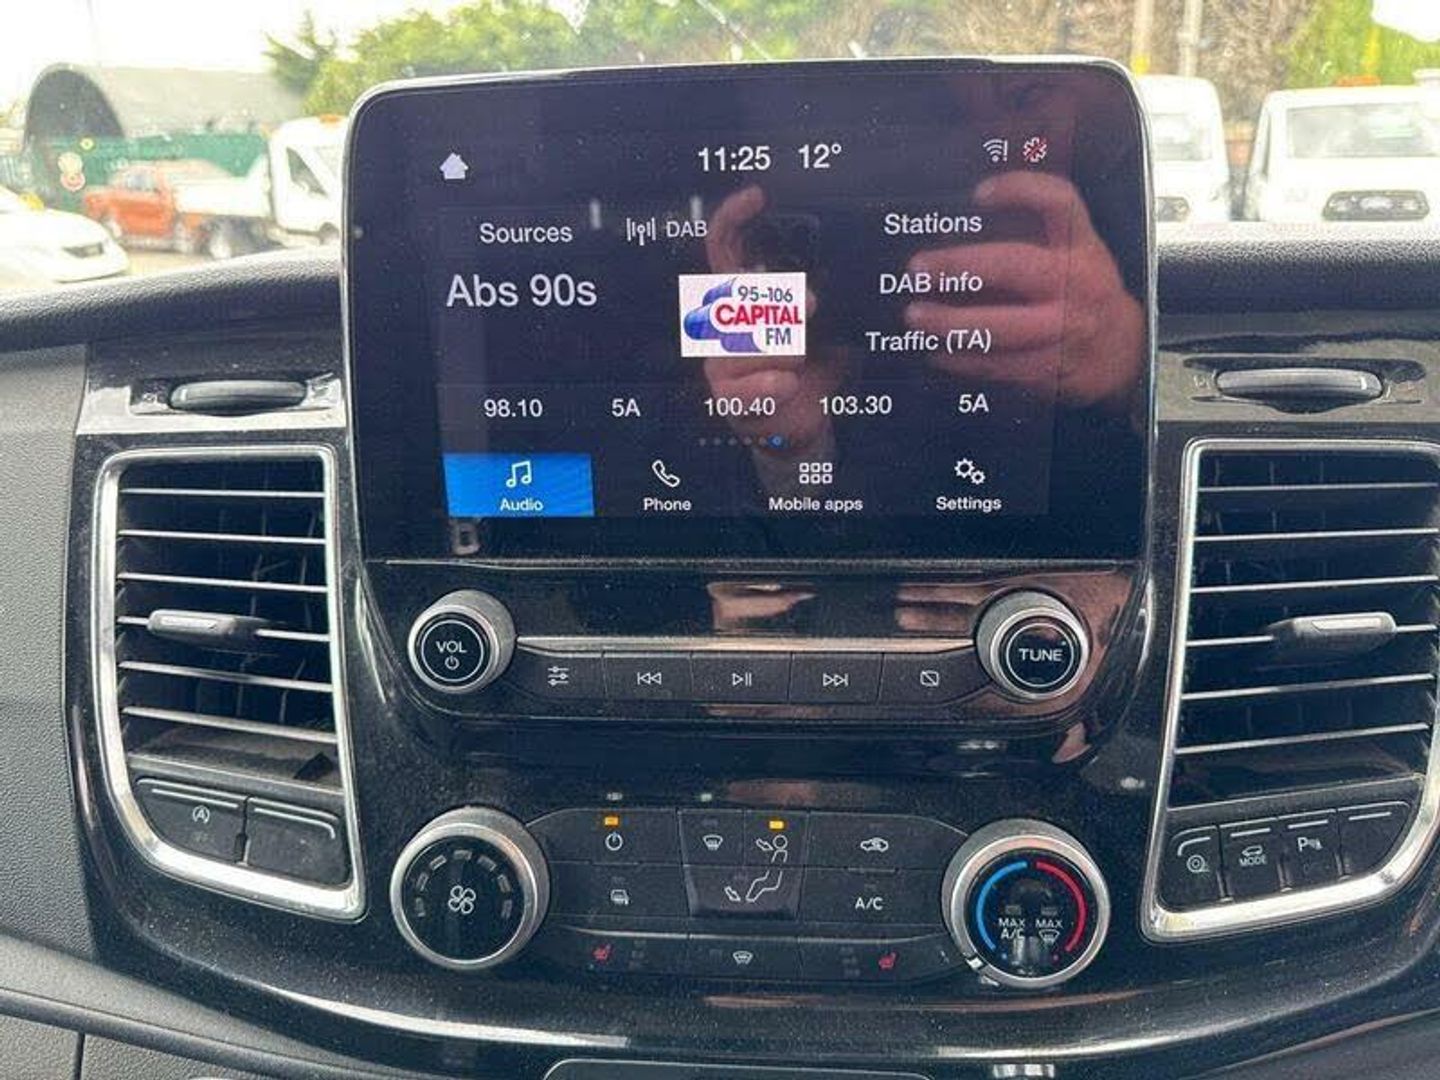 11:25 12°
Sources DAB Stations
Abs 90s
95-106
CAPITAL
FM
DAB info
Traffic (TA)
98.10 5A 100.40 103.30 5A
Audio Phone Mobile apps Settings
VOL
TUNE
A
A/C
MAX A/C
MAX
MODE
P